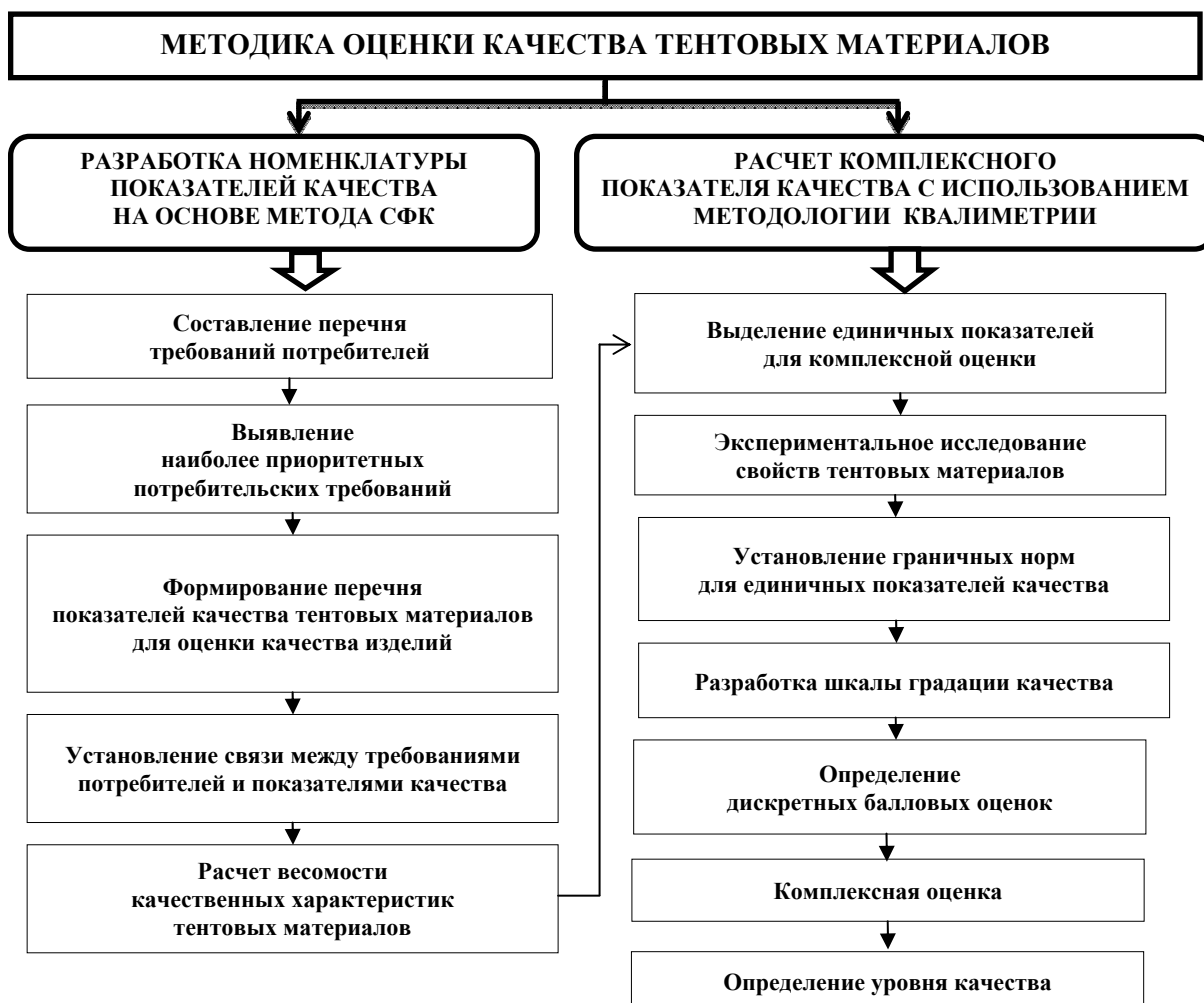 МЕТОДИКА ОЦЕНКИ КАЧЕСТВА ТЕНТОВЫХ МАТЕРИАЛОВ
РАЗРАБОТКА НОМЕНКЛАТУРЫ
ПОКАЗАТЕЛЕЙ КАЧЕСТВА
НА ОСНОВЕ МЕТОДА СФК
Составление перечня
требований потребителей
Выявление
наиболее приоритетных
потребительских требований
Формирование перечня
показателей качества тентовых материалов
для оценки качества изделий
Установление связи между требованиями
потребителей и показателями качества
Расчет весомости
качественных характеристик
тентовых материалов
РАСЧЕТ КОМПЛЕКСНОГО
ПОКАЗАТЕЛЯ КАЧЕСТВА С ИСПОЛЬЗОВАНИЕМ
МЕТОДОЛОГИИ КВАЛИМЕТРИИ
Выделение единичных показателей
для комплексной оценки
Экспериментальное исследование
свойств тентовых материалов
Установление граничных норм
для единичных показателей качества
Разработка шкалы градации качества
Определение
дискретных балловых оценок
Комплексная оценка
Определение уровня качества